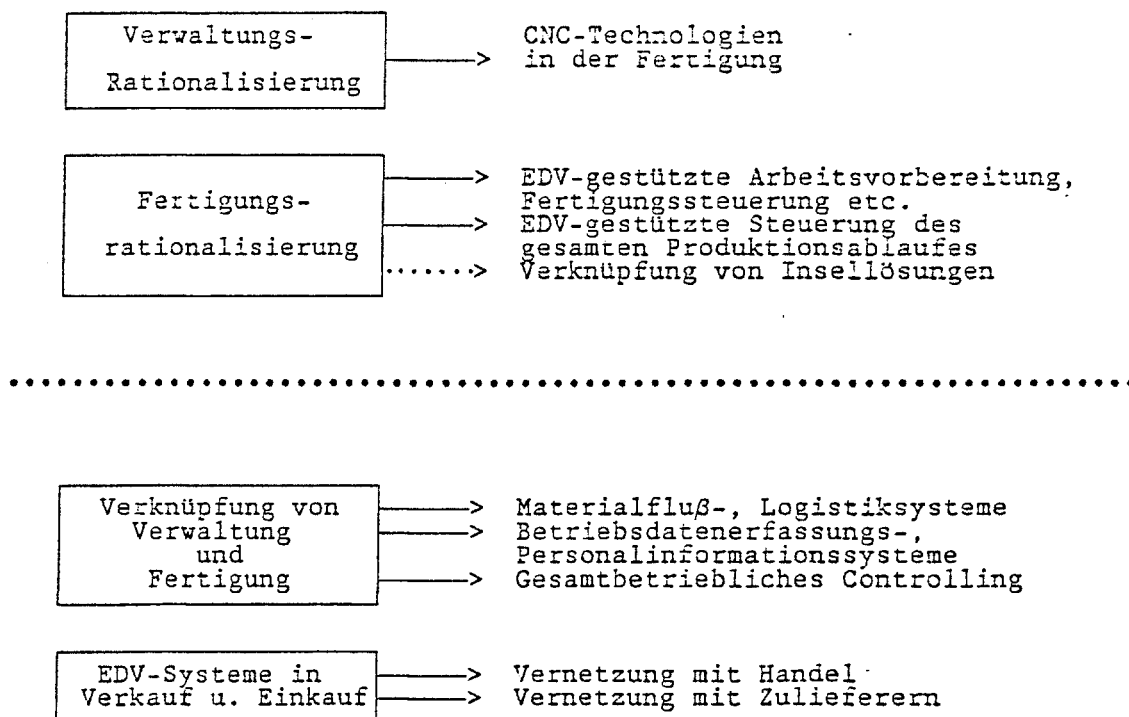 Verwaltungs-
Rationalisierung
CNC-Technologien
in der Fertigung
Fertigungs-
rationalisierung
EDV-gestützte Arbeitsvorbereitung,
Fertigungssteuerung etc.
EDV-gestützte Steuerung des
gesamten Produktionsablaufes
Verknüpfung von Insellösungen
Verknüpfung von
Verwaltung
und
Fertigung
Materialfluß-, Logistiksysteme
Betriebsdatenerfassungs-,
Personalinformationssysteme
Gesamtbetriebliches Controlling
EDV-Systeme in
Verkauf u. Einkauf
Vernetzung mit Handel
Vernetzung mit Zulieferern